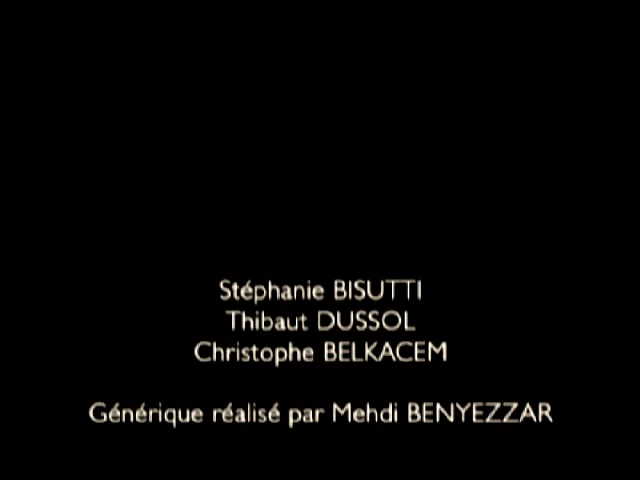 Stéphanie BISUTTI
Thibaut DUSSOL
Christophe BELKACEM
Générique réalisé par Mehdi BENYEZZAR